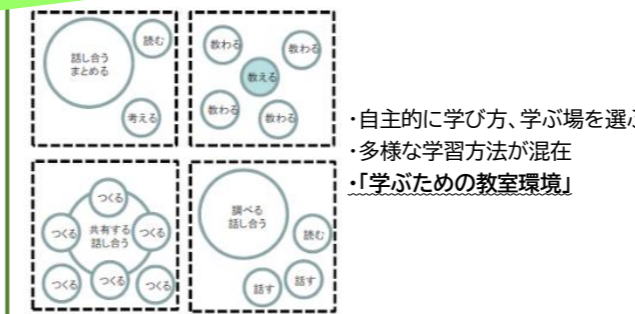 話し合う
まとめる
読む
考える
教わる
教わる
教える
教わる
教わる
つくる
つくる
共有する
話し合う
つくる
つくる
つくる
つくる
調べる
話し合う
読む
話す
話す
・自主的に学び方、学ぶ場を選ぶ
・多様な学習方法が混在
・「学ぶための教室環境」